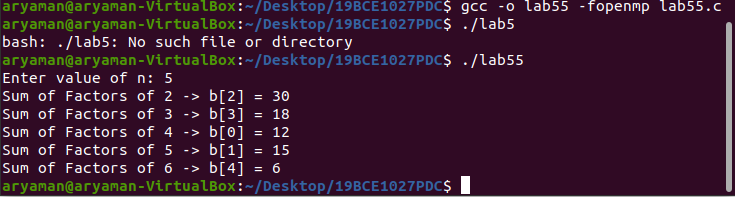 aryaman@aryaman-VirtualBox:~/Desktop/19BCE1027PDC$ gcc -o lab55 -fopenmp lab55.c
aryaman@aryaman-VirtualBox:~/Desktop/19BCE1027PDC$ ./lab5
bash: ./lab5: No such file or directory
aryaman@aryaman-VirtualBox:~/Desktop/19BCE1027PDC$ ./lab55
Enter value of n: 5
Sum of Factors of 2 -> b[2] = 30
Sum of Factors of 3 -> b[3] = 18
Sum of Factors of 4 -> b[0] = 12
Sum of Factors of 5 -> b[1] = 15
Sum of Factors of 6 -> b[4] = 6
aryaman@aryaman-VirtualBox:~/Desktop/19BCE1027PDC$